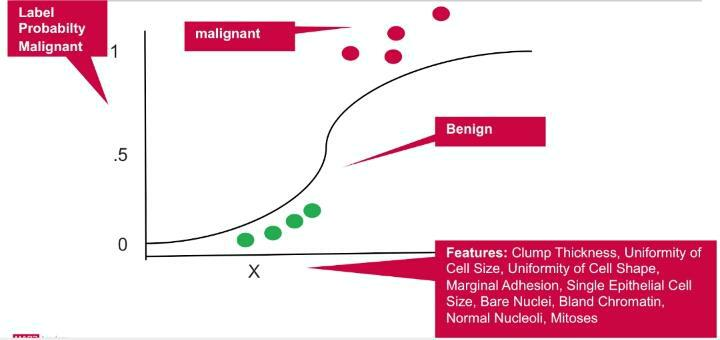 Label
Probabilty
Malignant
malignant
1
Benign
.5
0
X
Features: Clump Thickness, Uniformity of
Cell Size, Uniformity of Cell Shape,
Marginal Adhesion, Single Epithelial Cell
Size, Bare Nuclei, Bland Chromatin,
Normal Nucleoli, Mitoses